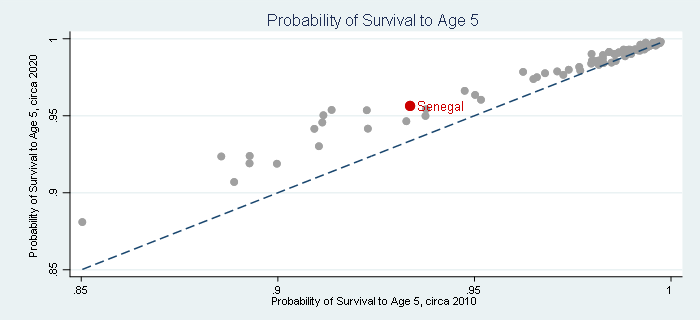 Probability of Survival to Age 5
Probability of Survival to Age 5, circa 2020
1
.95
.9
.85
Senegal
.85
.9
.95
1
Probability of Survival to Age 5, circa 2010